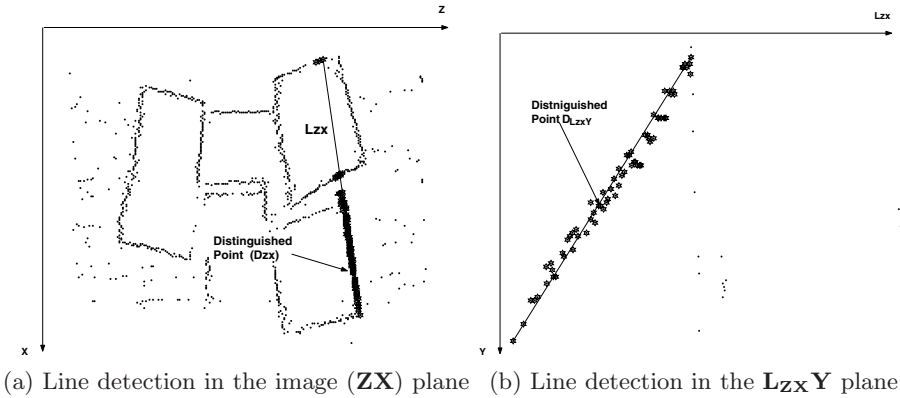 Z
Lzx
Lzx
Distniguished
Point D_LzxY
Distinguished
Point (Dzx)
X
Y
(a) Line detection in the image (ZX) plane
(b) Line detection in the L_ZX Y plane